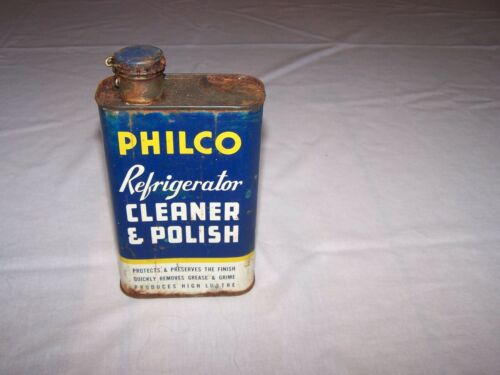 PHILCO
Refrigerator
CLEANER
& POLISH
PROTECTS & PRESERVES THE FINISH
QUICKLY REMOVES GREASE & GRIME
PRODUCES HIGH LUSTRE